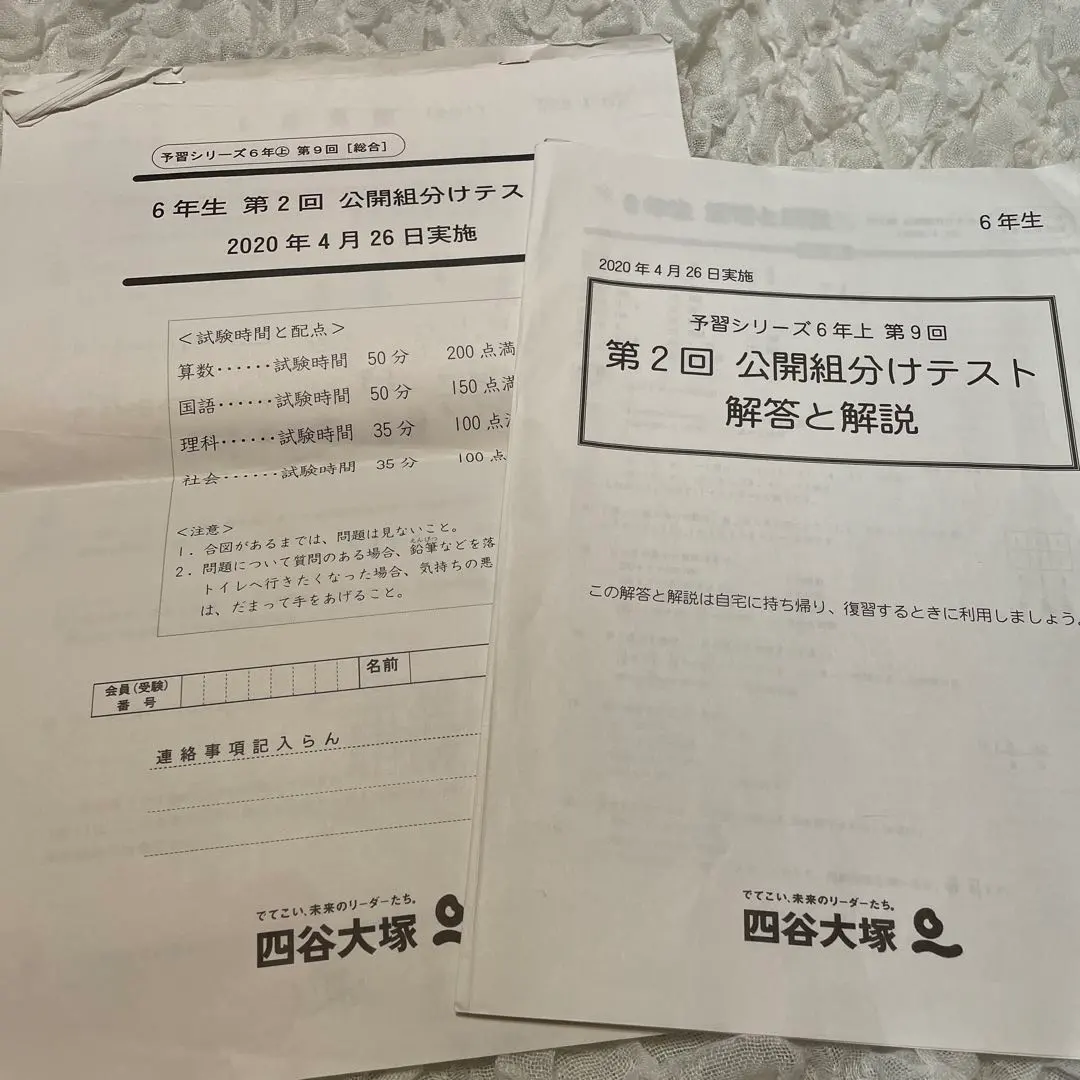 予習シリーズ6年㊤ 第9回［総合］
6年生 第2回 公開組分けテス
2020年4月26日実施
＜試験時間と配点＞
算数‥‥‥試験時間 50分 200点満
国語‥‥‥試験時間 50分 150点満
理科‥‥‥試験時間 35分 100点
社会‥‥‥試験時間 35分 100点
＜注意＞
1．合図があるまでは、問題は見ないこと。
2．問題について質問のある場合、鉛筆などを落
えんぴつ
トイレへ行きたくなった場合、気持ちの悪
は、だまって手をあげること。
会員(受験)
番 号
名前
連絡事項記入らん
でてこい、未来のリーダーたち。
四谷大塚
6年生
2020年4月26日実施
予習シリーズ6年上 第9回
第2回 公開組分けテスト
解答と解説
この解答と解説は自宅に持ち帰り、復習するときに利用しましょう。
でてこい、未来のリーダーたち。
四谷大塚